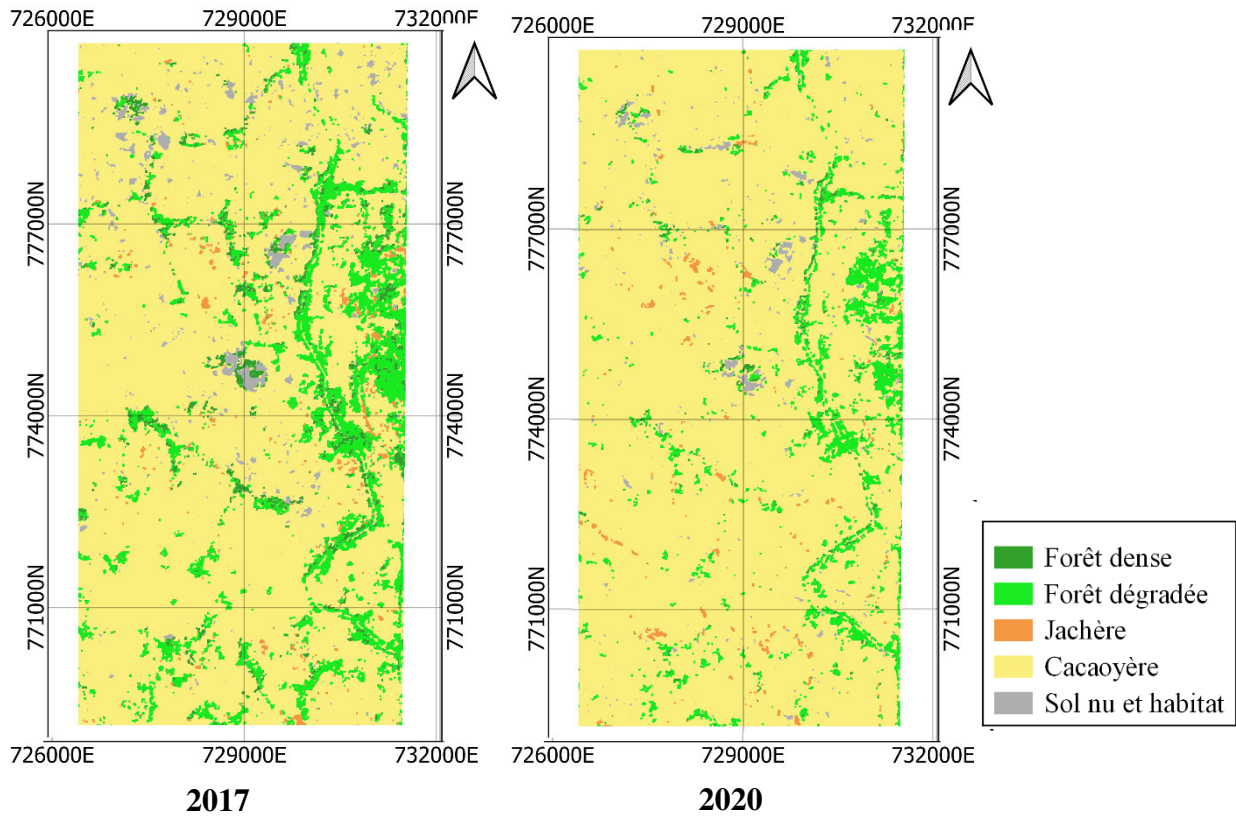 726000E 729000E 732000E
726000E 729000E 732000E
777000N 777000N 777000N 777000N
774000N 774000N 774000N 774000N
771000N 771000N 771000N 771000N
Forêt dense
Forêt dégradée
Jachère
Cacaoyère
Sol nu et habitat
726000E 729000E 732000E
726000E 729000E 732000E
2017
2020